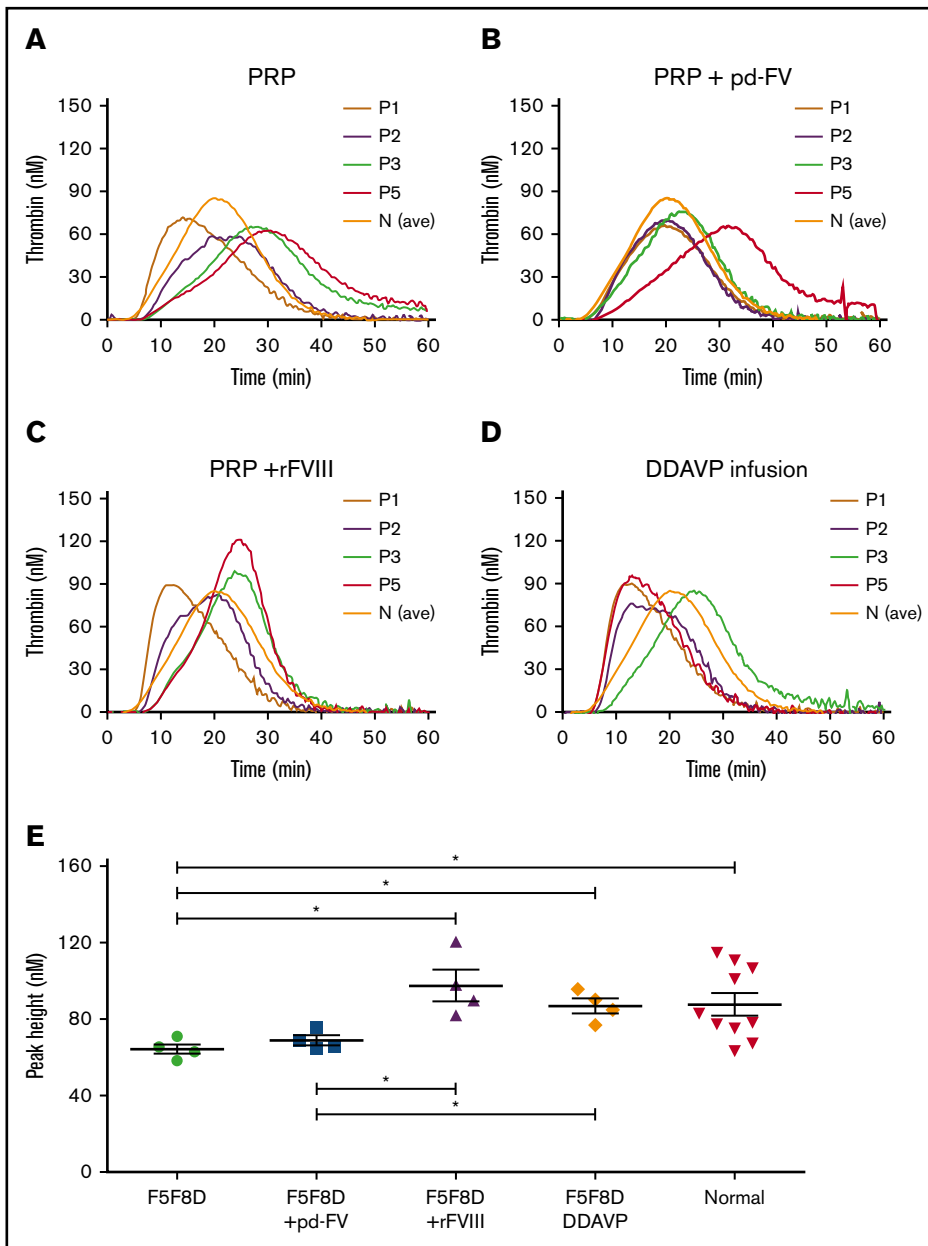 A
PRP
150
120
90
60
30
0
Thrombin (nM)
0 10 20 30 40 50 60
Time (min)
P1
P2
P3
P5
N (ave)
B
PRP + pd-FV
150
120
90
60
30
0
Thrombin (nM)
0 10 20 30 40 50 60
Time (min)
P1
P2
P3
P5
N (ave)
C
PRP +rFVIII
150
120
90
60
30
0
Thrombin (nM)
0 10 20 30 40 50 60
Time (min)
P1
P2
P3
P5
N (ave)
D
DDAVP infusion
150
120
90
60
30
0
Thrombin (nM)
0 10 20 30 40 50 60
Time (min)
P1
P2
P3
P5
N (ave)
E
160
120
80
40
0
Peak height (nM)
*
*
*
*
*
F5F8D
F5F8D
+pd-FV
F5F8D
+rFVIII
F5F8D
DDAVP
Normal